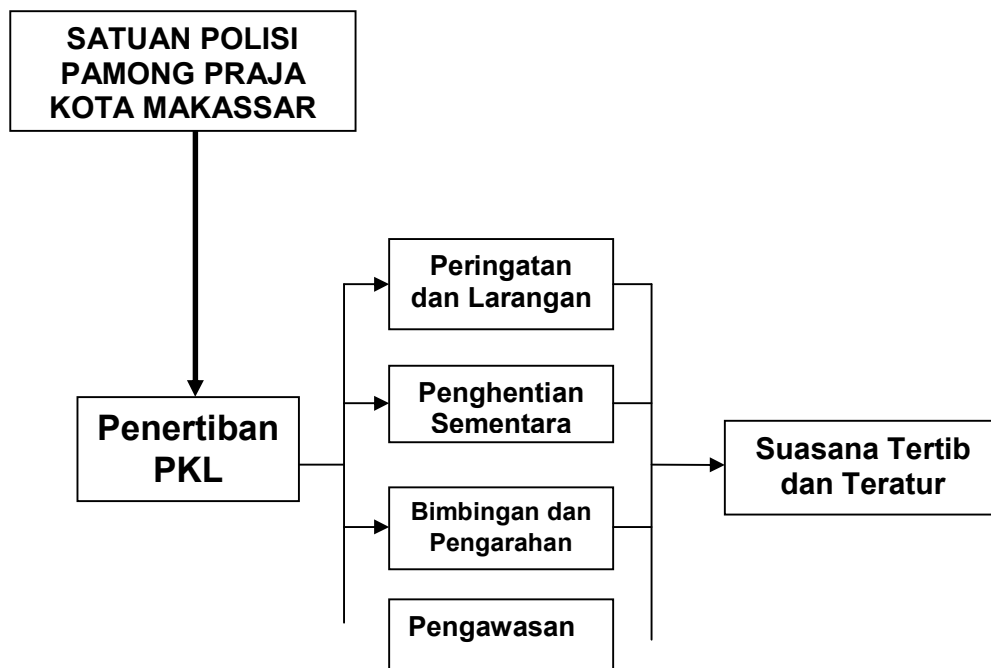 SATUAN POLISI
PAMONG PRAJA
KOTA MAKASSAR
Peringatan
dan Larangan
Penghentian
Sementara
Penertiban
PKL
Suasana Tertib
dan Teratur
Bimbingan dan
Pengarahan
Pengawasan